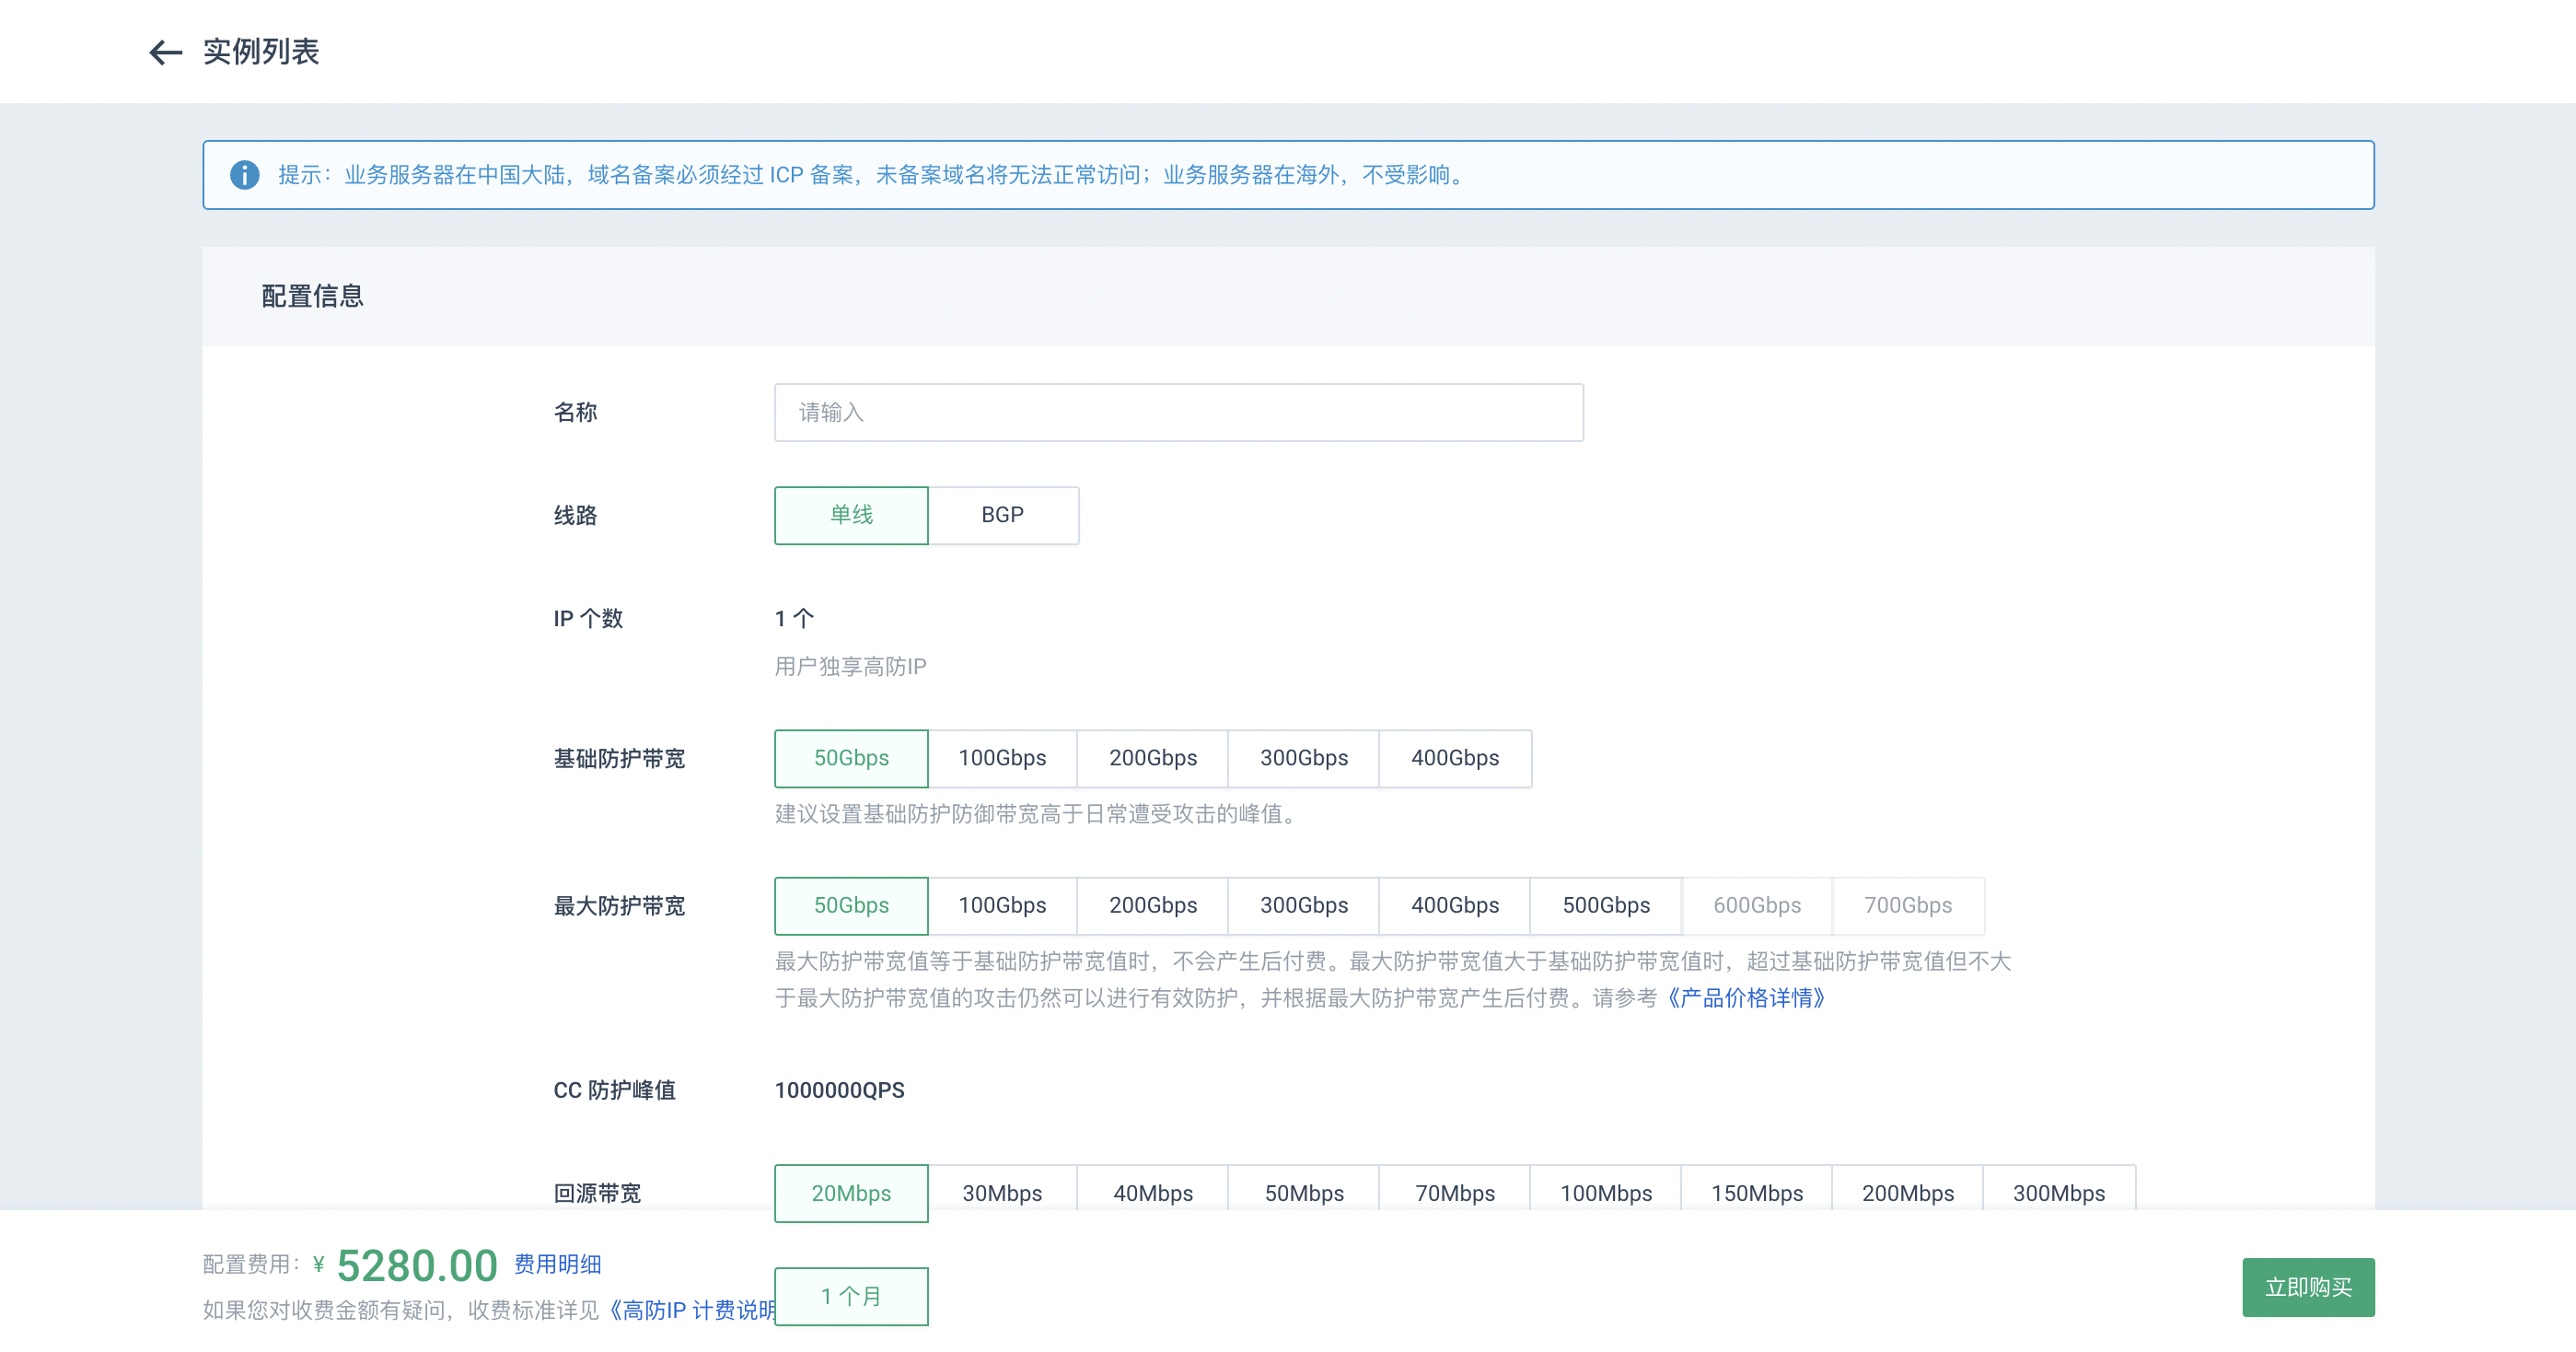 实例列表
提示：业务服务器在中国大陆，域名备案必须经过 ICP 备案，未备案域名将无法正常访问；业务服务器在海外，不受影响。
配置信息
名称 请输入
线路 单线 BGP
IP 个数 1 个
用户独享高防IP
基础防护带宽 50Gbps 100Gbps 200Gbps 300Gbps 400Gbps
建议设置基础防护防御带宽高于日常遭受攻击的峰值。
最大防护带宽 50Gbps 100Gbps 200Gbps 300Gbps 400Gbps 500Gbps 600Gbps 700Gbps
最大防护带宽值等于基础防护带宽值时，不会产生后付费。最大防护带宽值大于基础防护带宽值时，超过基础防护带宽值但不大
于最大防护带宽值的攻击仍然可以进行有效防护，并根据最大防护带宽产生后付费。请参考《产品价格详情》
CC 防护峰值 1000000QPS
回源带宽 20Mbps 30Mbps 40Mbps 50Mbps 70Mbps 100Mbps 150Mbps 200Mbps 300Mbps
配置费用：¥ 5280.00 费用明细
如果您对收费金额有疑问，收费标准详见《高防IP 计费说明
1 个月
立即购买